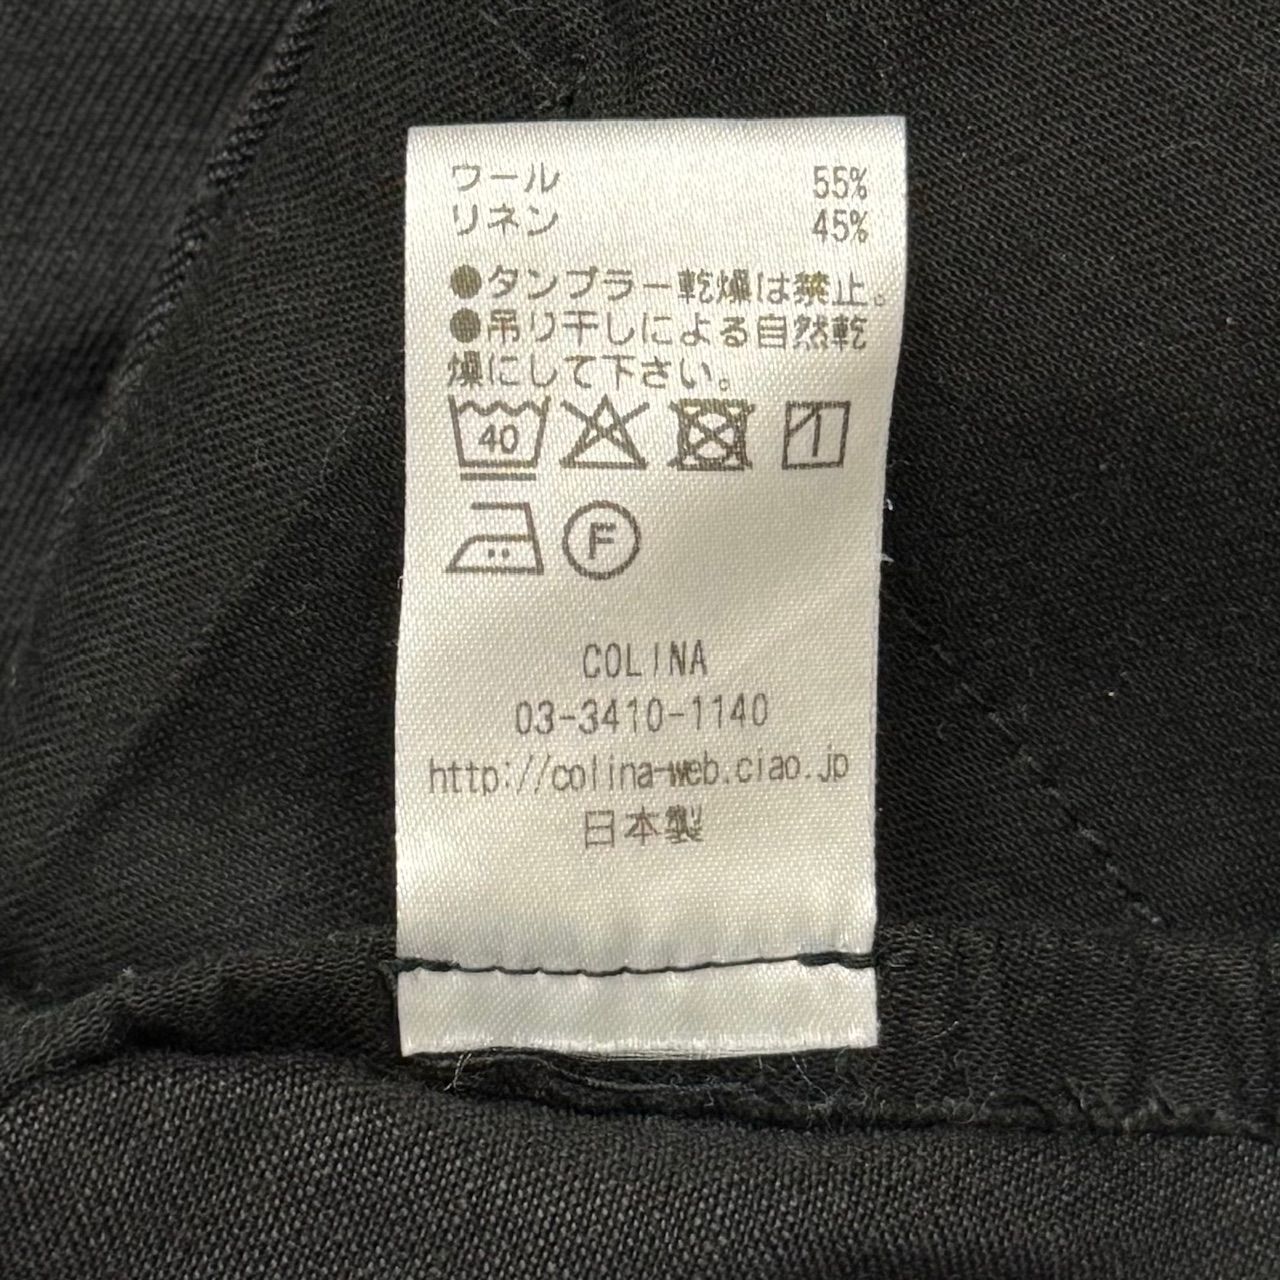 ウール 55%
リネン 45%
●タンブラー乾燥は禁止。
●吊り干しによる自然乾
燥にして下さい。
40
F
COLINA
03-3410-1140
http://colina-web.ciao.jp
日本製